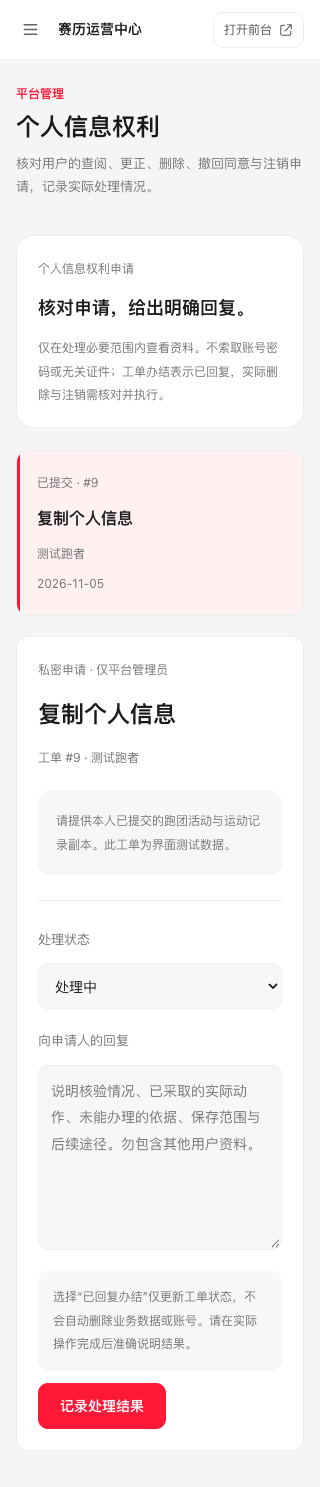 赛历运营中心
打开前台
平台管理
个人信息权利
核对用户的查阅、更正、删除、撤回同意与注销申
请，记录实际处理情况。
个人信息权利申请
核对申请，给出明确回复。
仅在处理必要范围内查看资料。不索取账号密
码或无关证件；工单办结表示已回复，实际删
除与注销需核对并执行。
已提交 · #9
复制个人信息
测试跑者
2026-11-05
私密申请 · 仅平台管理员
复制个人信息
工单 #9 · 测试跑者
请提供本人已提交的跑团活动与运动记
录副本。此工单为界面测试数据。
处理状态
处理中
向申请人的回复
说明核验情况、已采取的实际动
作、未能办理的依据、保存范围与
后续途径。勿包含其他用户资料。
选择“已回复办结”仅更新工单状态，不
会自动删除业务数据或账号。请在实际
操作完成后准确说明结果。
记录处理结果